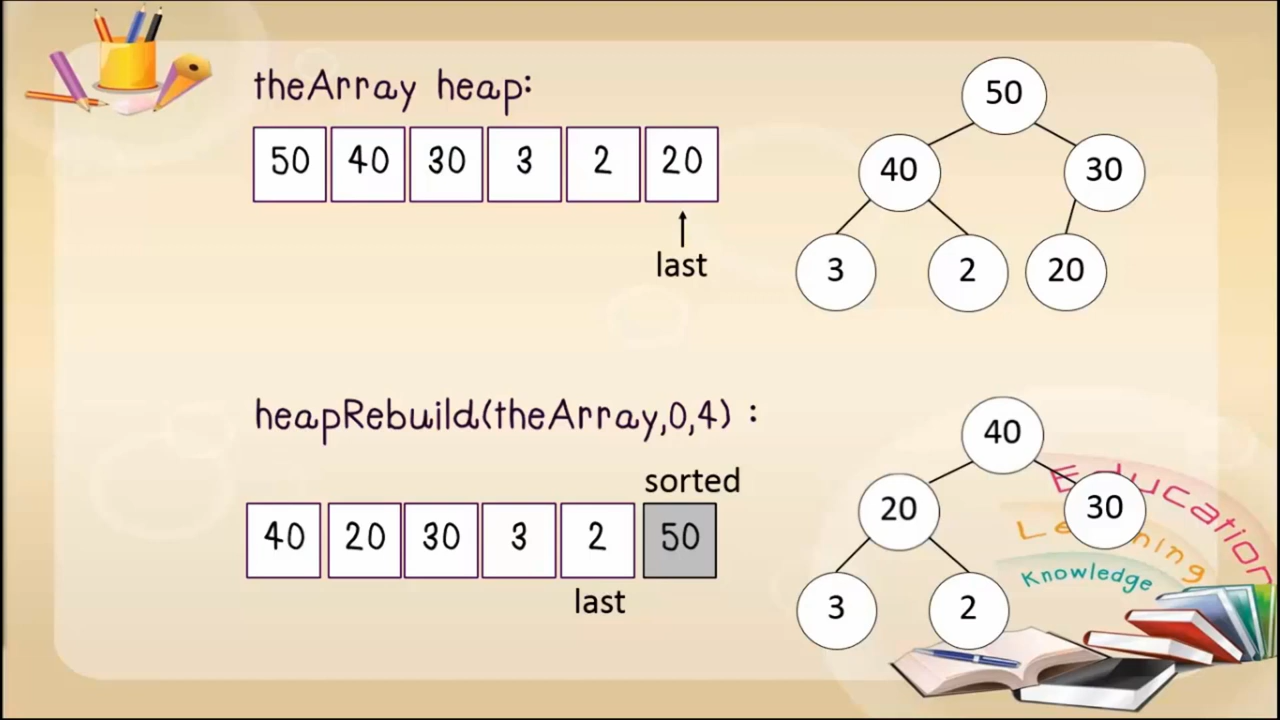 theArray heap:
50 40 30 3 2 20
last
50
40 30
3 2 20
heapRebuild(theArray,0,4) :
sorted
40 20 30 3 2 50
last
40
20 30
3 2
Education
Knowledge